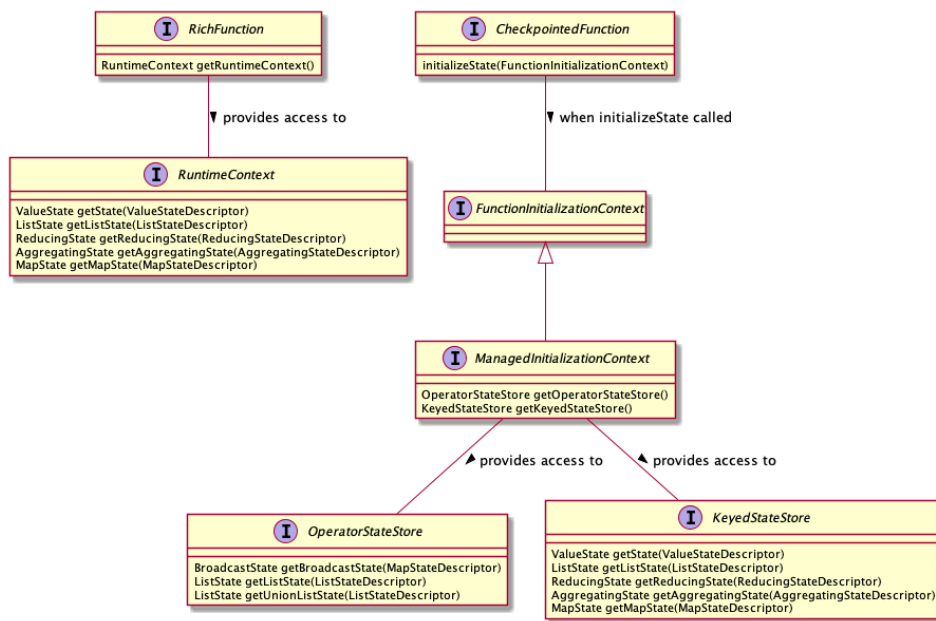 I RichFunction
RuntimeContext getRuntimeContext()
I CheckpointedFunction
initializeState(FunctionInitializationContext)
provides access to
when initializeState called
I RuntimeContext
ValueState getState(ValueStateDescriptor)
ListState getListState(ListStateDescriptor)
ReducingState getReducingState(ReducingStateDescriptor)
AggregatingState getAggregatingState(AggregatingStateDescriptor)
MapState getMapState(MapStateDescriptor)
I FunctionInitializationContext
I ManagedInitializationContext
OperatorStateStore getOperatorStateStore()
KeyedStateStore getKeyedStateStore()
provides access to
provides access to
I OperatorStateStore
BroadcastState getBroadcastState(MapStateDescriptor)
ListState getListState(ListStateDescriptor)
ListState getUnionListState(ListStateDescriptor)
I KeyedStateStore
ValueState getState(ValueStateDescriptor)
ListState getListState(ListStateDescriptor)
ReducingState getReducingState(ReducingStateDescriptor)
AggregatingState getAggregatingState(AggregatingStateDescriptor)
MapState getMapState(MapStateDescriptor)